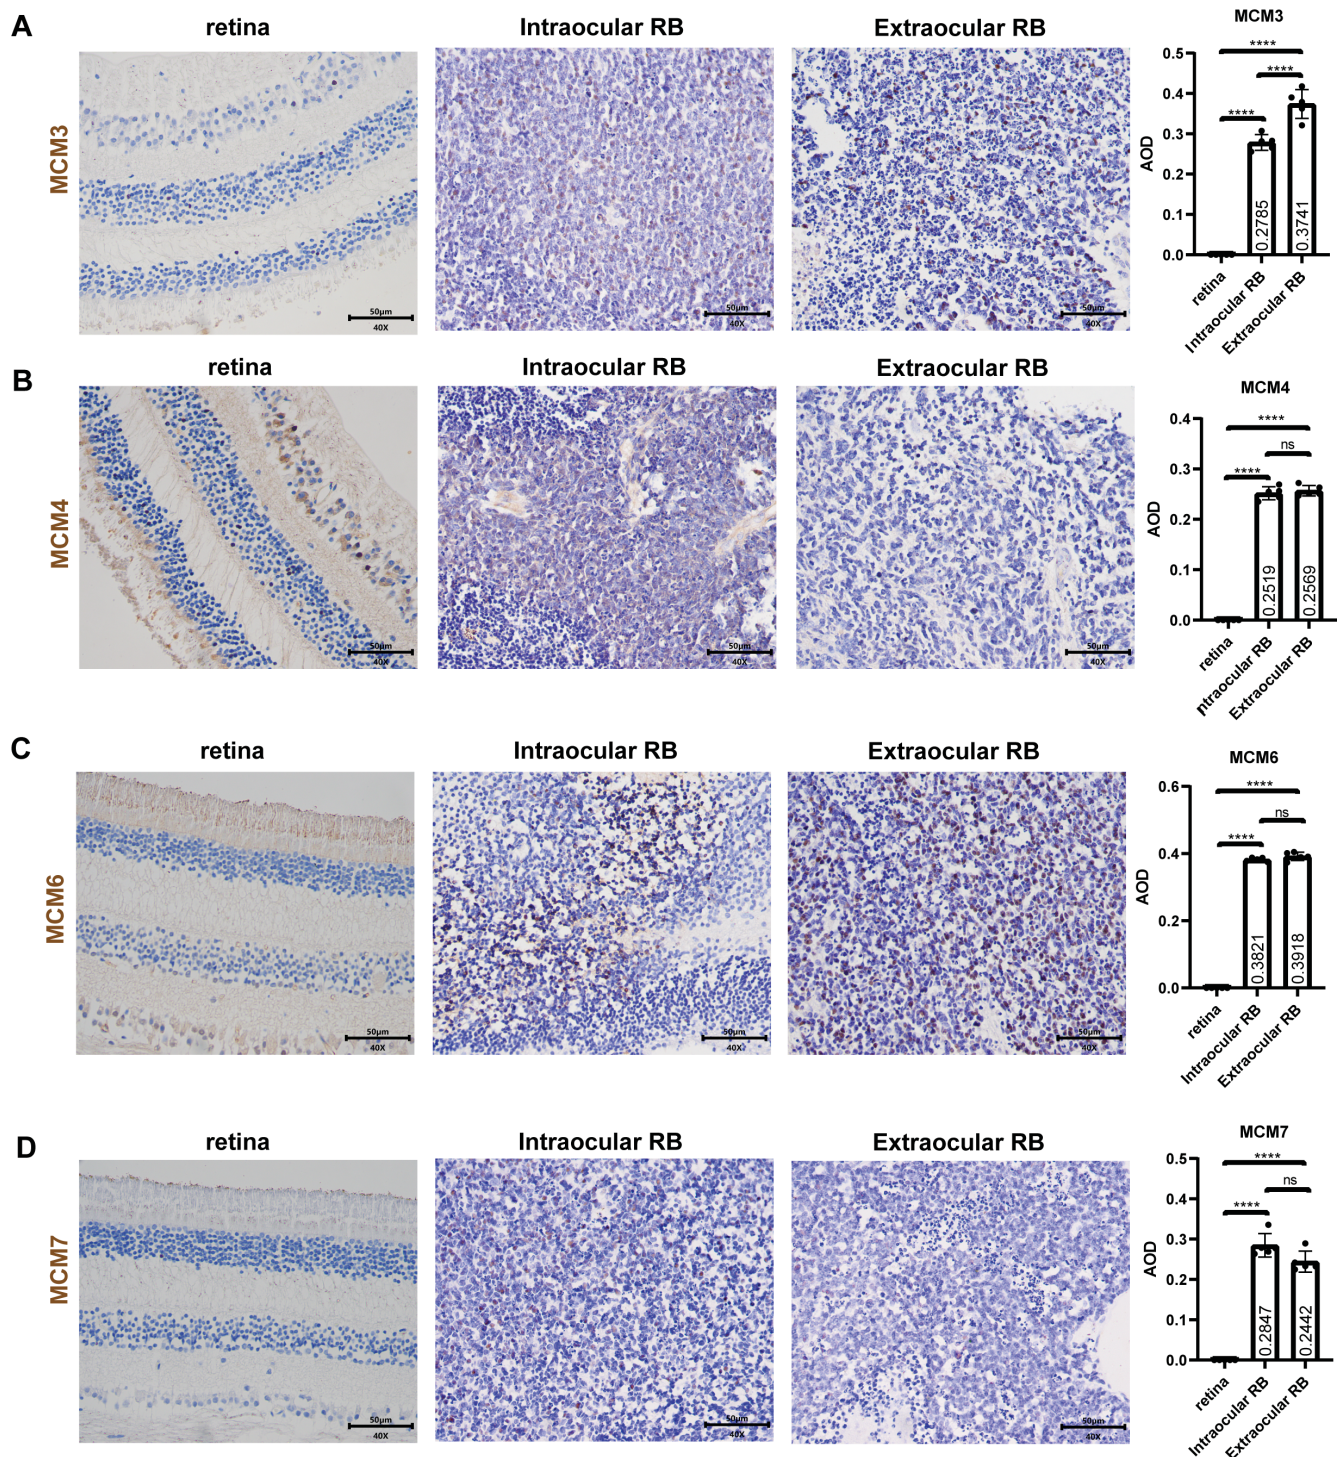 A
retina
Intraocular RB
Extraocular RB
MCM3
MCM3
50μm
40X
50μm
40X
50μm
40X
AOD
0.5
0.4
0.3
0.2
0.1
0.0
****
****
****
0.2785
0.3741
retina
Intraocular RB
Extraocular RB
B
retina
Intraocular RB
Extraocular RB
MCM4
MCM4
50μm
40X
50μm
40X
50μm
40X
AOD
0.4
0.3
0.2
0.1
0.0
****
ns
****
0.2519
0.2569
retina
ntraocular RB
Extraocular RB
C
retina
Intraocular RB
Extraocular RB
MCM6
MCM6
50μm
40X
50μm
40X
50μm
40X
AOD
0.6
0.4
0.2
0.0
****
ns
****
0.3821
0.3918
retina
Intraocular RB
Extraocular RB
D
retina
Intraocular RB
Extraocular RB
MCM7
MCM7
50μm
40X
50μm
40X
50μm
40X
AOD
0.5
0.4
0.3
0.2
0.1
0.0
****
ns
****
0.2847
0.2442
retina
Intraocular RB
Extraocular RB